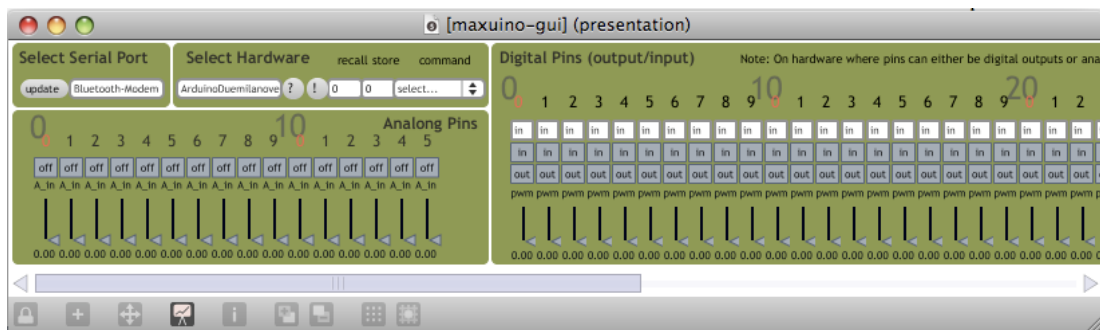 [maxuino-gui] (presentation)
Select Serial Port
update Bluetooth-Modem
Select Hardware recall store command
ArduinoDuemilanove ? ! 0 0 select...
0 10 Analong Pins
0 1 2 3 4 5 6 7 8 9 0 1 2 3 4 5
off off off off off off off off off off off off off off off off
A_in A_in A_in A_in A_in A_in A_in A_in A_in A_in A_in A_in A_in A_in A_in A_in
0.00 0.00 0.00 0.00 0.00 0.00 0.00 0.00 0.00 0.00 0.00 0.00 0.00 0.00 0.00 0.00
Digital Pins (output/input) Note: On hardware where pins can either be digital outputs or ana
0 10 20
0 1 2 3 4 5 6 7 8 9 0 1 2 3 4 5 6 7 8 9 0 1 2
in in in in in in in in in in in in in in in in in in in in in in in
in in in in in in in in in in in in in in in in in in in in in in in
out out out out out out out out out out out out out out out out out out out out out out out
pwm pwm pwm pwm pwm pwm pwm pwm pwm pwm pwm pwm pwm pwm pwm pwm pwm pwm pwm pwm pwm pwm pwm p
0.00 0.00 0.00 0.00 0.00 0.00 0.00 0.00 0.00 0.00 0.00 0.00 0.00 0.00 0.00 0.00 0.00 0.00 0.00 0.00 0.00 0.00 0.00